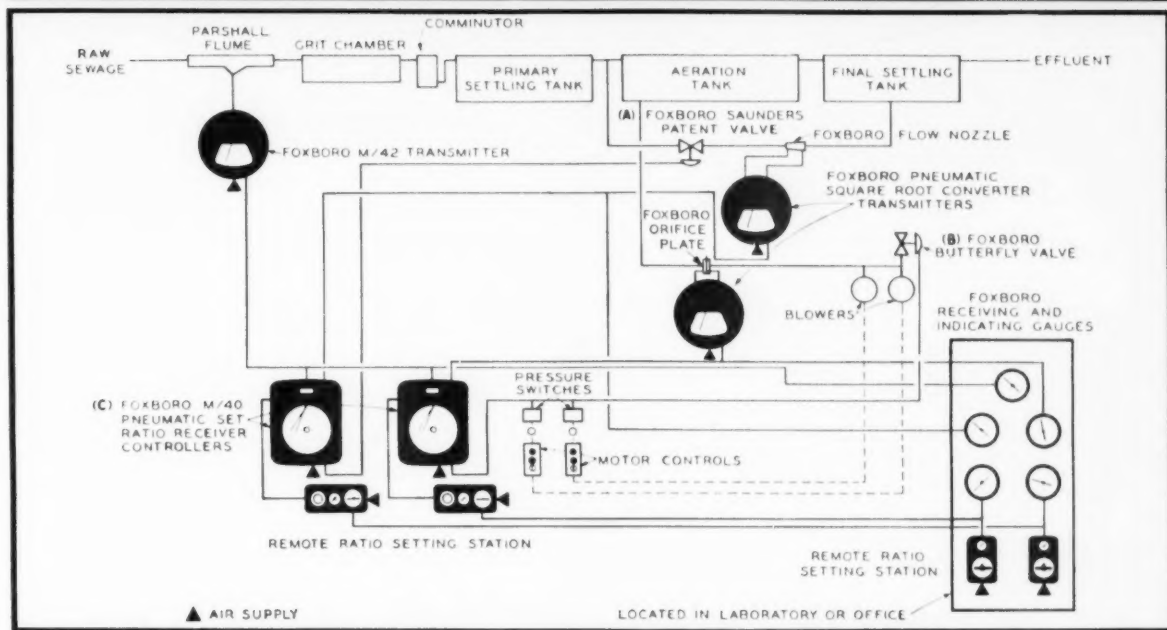 COMMINUTOR
PARSHALL
FLUME
GRIT CHAMBER
RAW
SEWAGE
PRIMARY
SETTLING TANK
AERATION
TANK
FINAL SETTLING
TANK
EFFLUENT
(A) FOXBORO SAUNDERS
PATENT VALVE
FOXBORO FLOW NOZZLE
FOXBORO M/42 TRANSMITTER
FOXBORO PNEUMATIC
SQUARE ROOT CONVERTER
TRANSMITTERS
FOXBORO
ORIFICE
PLATE
(B) FOXBORO
BUTTERFLY VALVE
BLOWERS
FOXBORO
RECEIVING AND
INDICATING GAUGES
PRESSURE
SWITCHES
(C) FOXBORO M/40
PNEUMATIC SET
RATIO RECEIVER
CONTROLLERS
MOTOR CONTROLS
REMOTE RATIO SETTING STATION
REMOTE RATIO
SETTING STATION
▲ AIR SUPPLY
LOCATED IN LABORATORY OR OFFICE